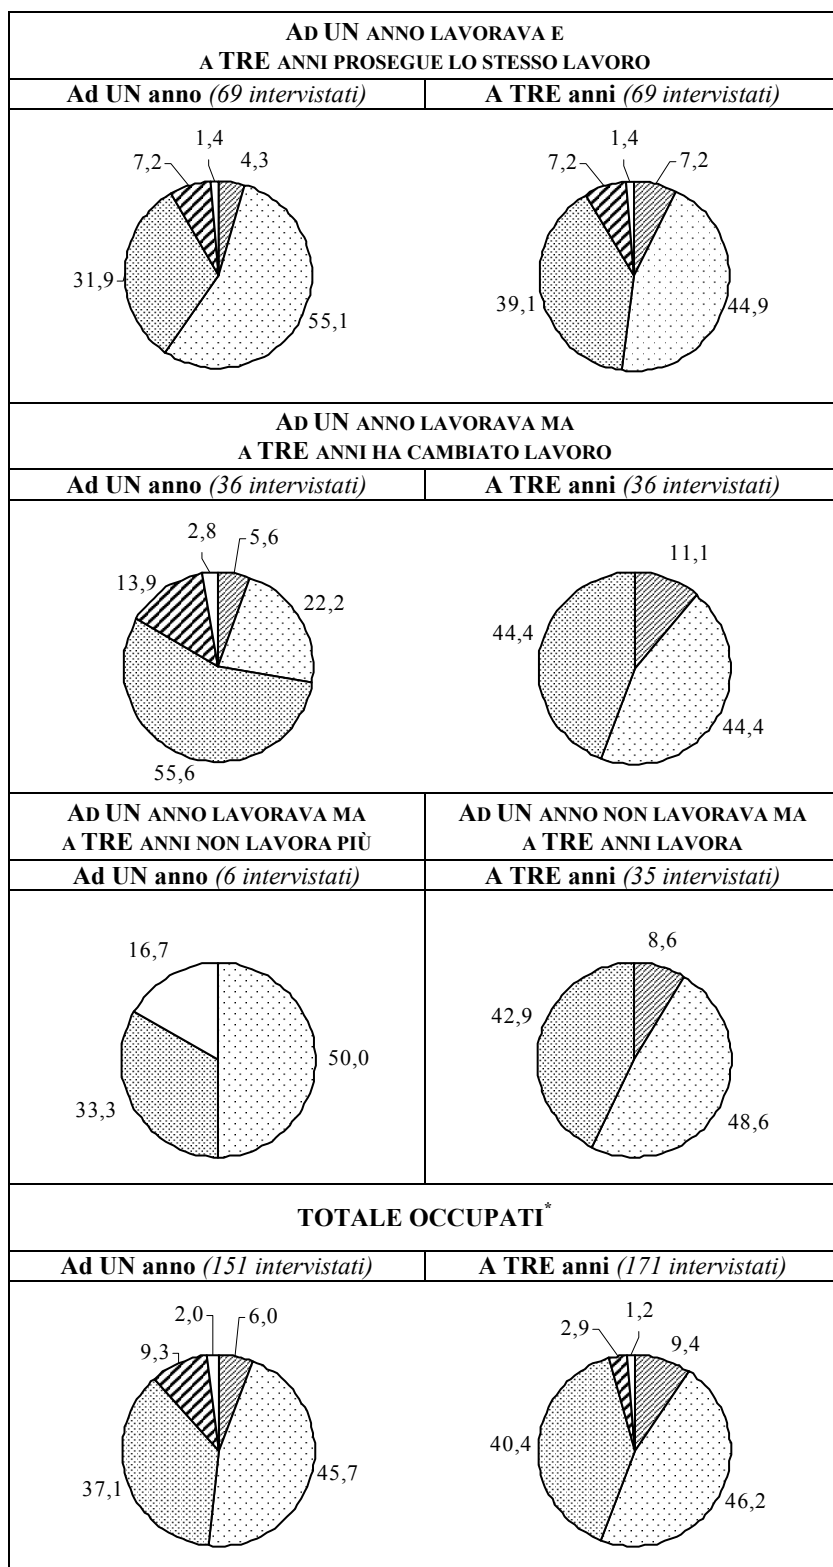 AD UN ANNO LAVORAVA E
A TRE ANNI PROSEGUE LO STESSO LAVORO
Ad UN anno (69 intervistati)
A TRE anni (69 intervistati)
1,4
7,2
4,3
31,9
55,1
1,4
7,2
7,2
39,1
44,9
AD UN ANNO LAVORAVA MA
A TRE ANNI HA CAMBIATO LAVORO
Ad UN anno (36 intervistati)
A TRE anni (36 intervistati)
2,8
5,6
13,9
22,2
55,6
11,1
44,4
44,4
AD UN ANNO LAVORAVA MA
A TRE ANNI NON LAVORA PIÙ
Ad UN anno (6 intervistati)
16,7
50,0
33,3
AD UN ANNO NON LAVORAVA MA
A TRE ANNI LAVORA
A TRE anni (35 intervistati)
8,6
42,9
48,6
TOTALE OCCUPATI*
Ad UN anno (151 intervistati)
A TRE anni (171 intervistati)
2,0
6,0
9,3
37,1
45,7
1,2
2,9
9,4
40,4
46,2